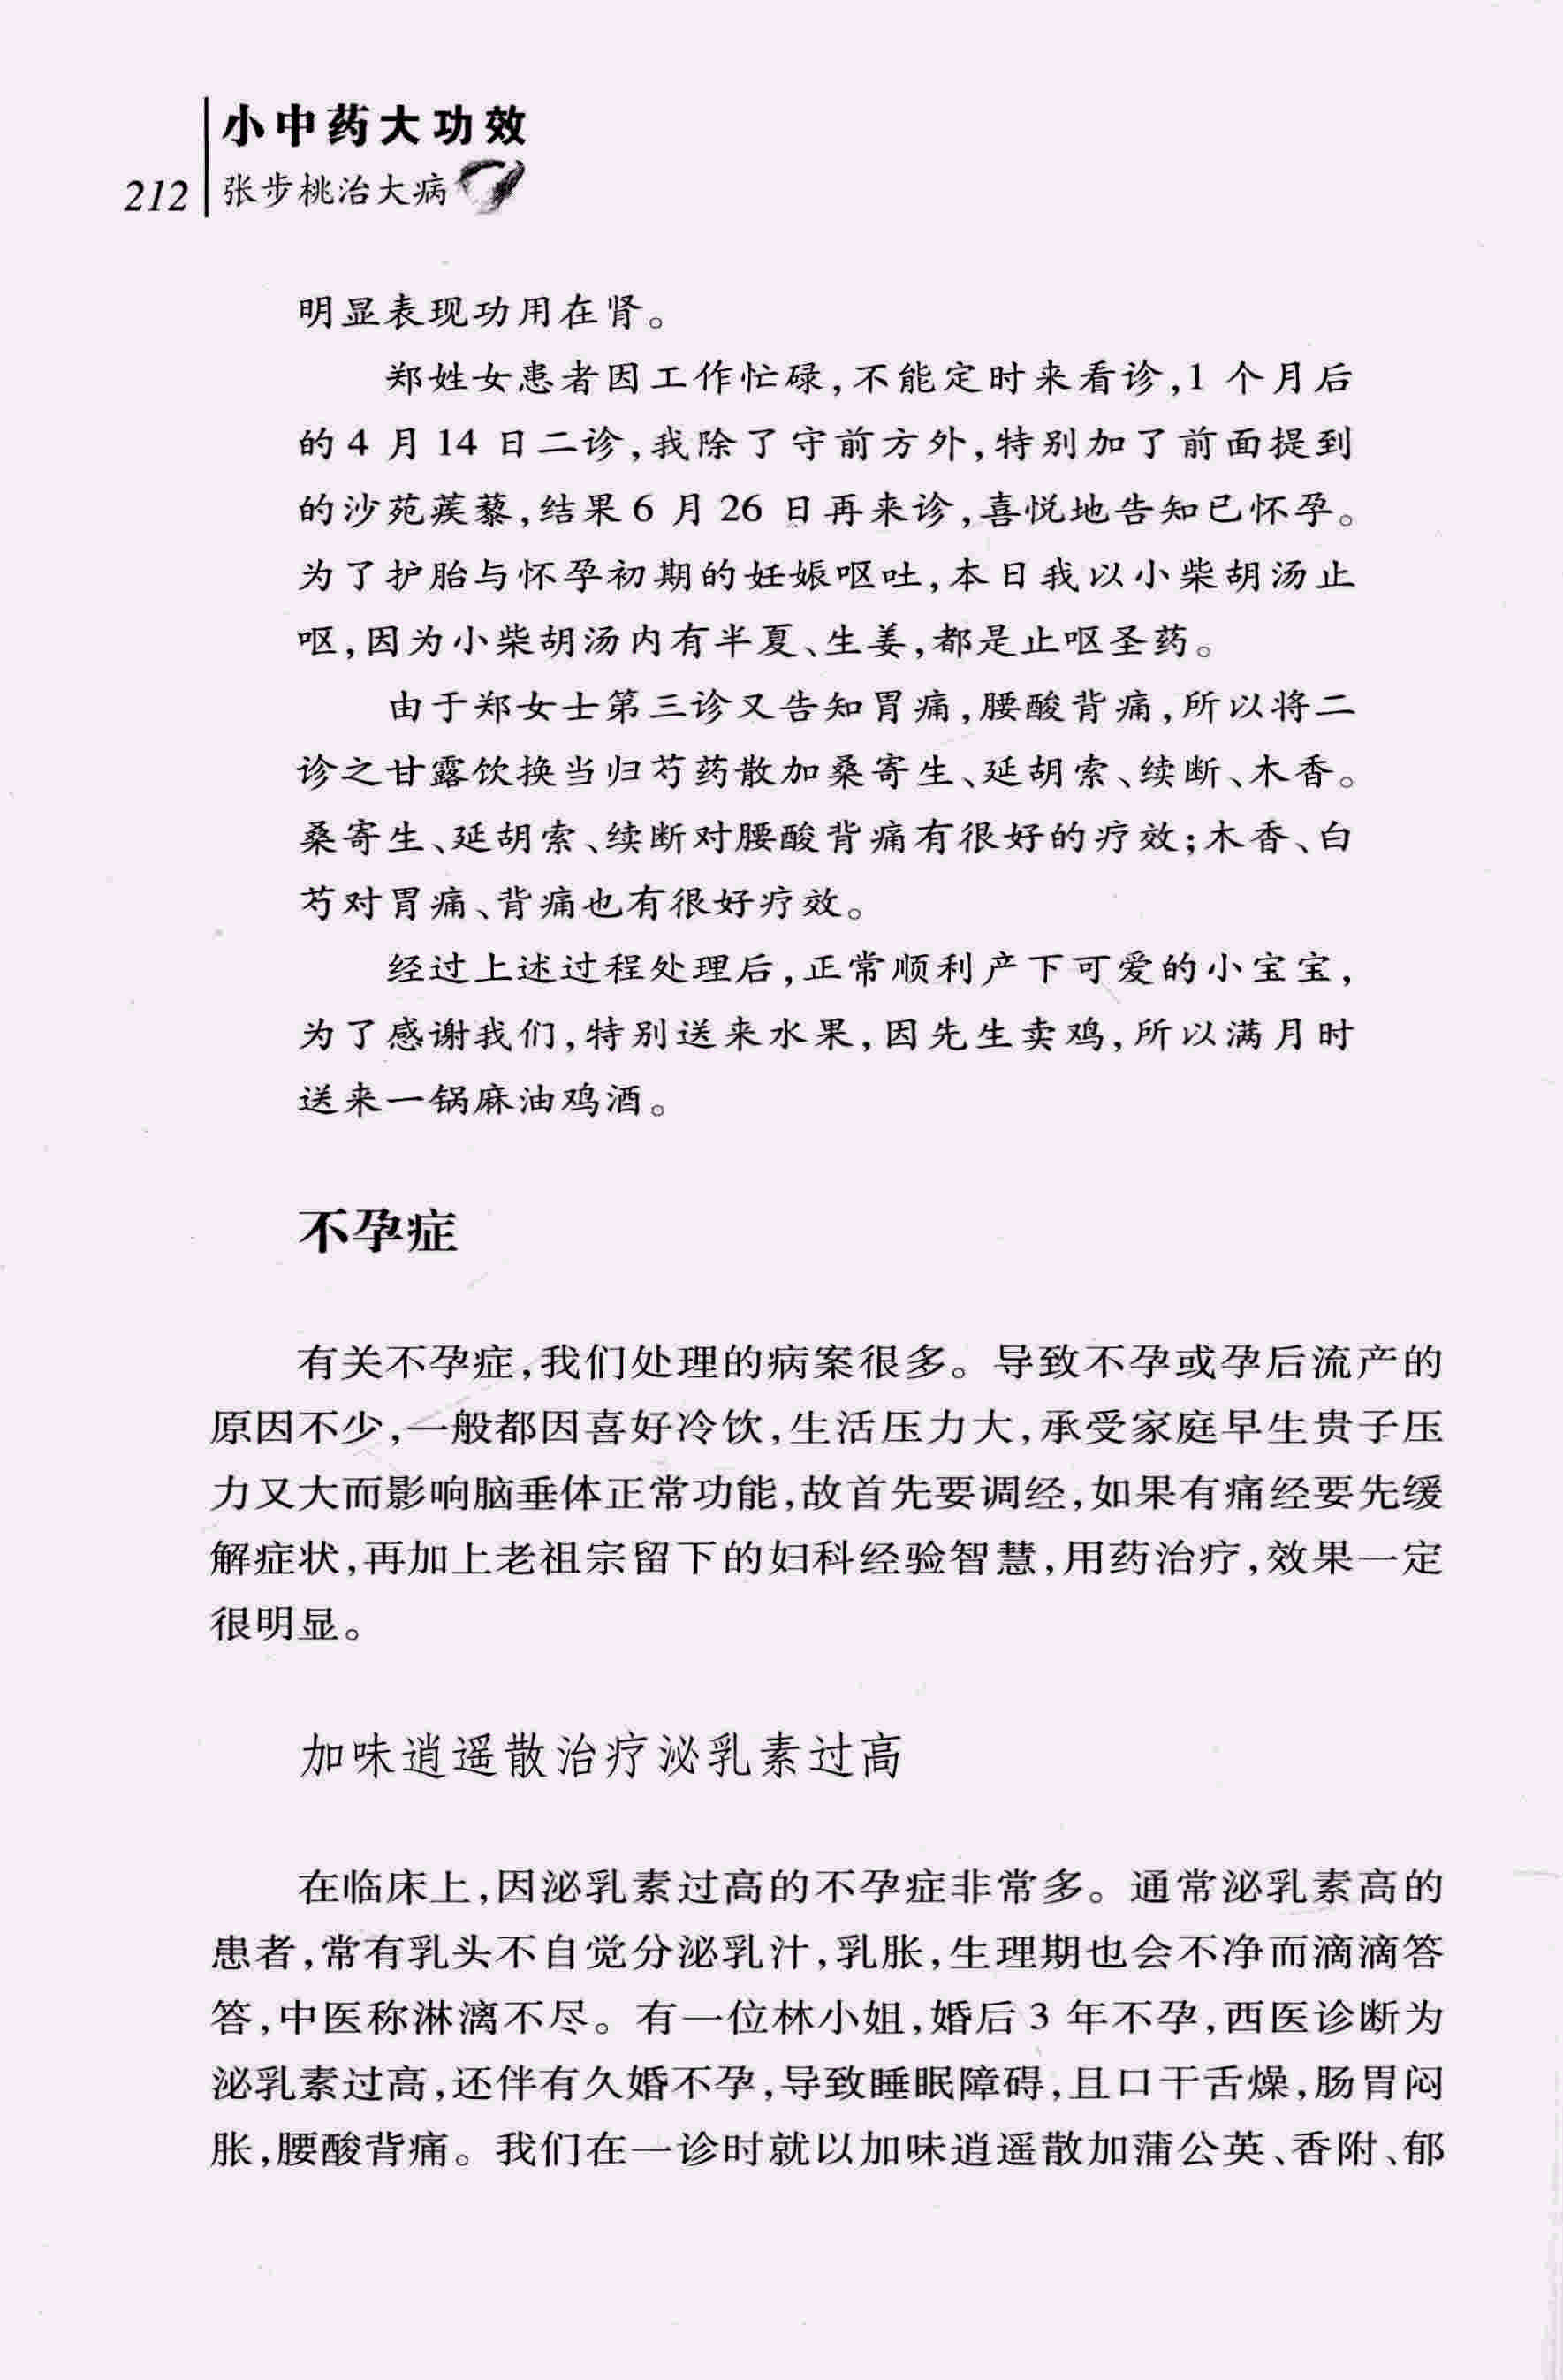 小中药大功效
212 张步桃治大病
明显表现功用在肾。
郑姓女患者因工作忙碌,不能定时来看诊,1 个月后
的 4 月 14 日二诊,我除了守前方外,特别加了前面提到
的沙苑蒺藜,结果 6 月 26 日再来诊,喜悦地告知已怀孕。
为了护胎与怀孕初期的妊娠呕吐,本日我以小柴胡汤止
呕,因为小柴胡汤内有半夏、生姜,都是止呕圣药。
由于郑女士第三诊又告知胃痛,腰酸背痛,所以将二
诊之甘露饮换当归芍药散加桑寄生、延胡索、续断、木香。
桑寄生、延胡索、续断对腰酸背痛有很好的疗效;木香、白
芍对胃痛、背痛也有很好疗效。
经过上述过程处理后,正常顺利产下可爱的小宝宝,
为了感谢我们,特别送来水果,因先生卖鸡,所以满月时
送来一锅麻油鸡酒。
不孕症
有关不孕症,我们处理的病案很多。导致不孕或孕后流产的
原因不少,一般都因喜好冷饮,生活压力大,承受家庭早生贵子压
力又大而影响脑垂体正常功能,故首先要调经,如果有痛经要先缓
解症状,再加上老祖宗留下的妇科经验智慧,用药治疗,效果一定
很明显。
加味逍遥散治疗泌乳素过高
在临床上,因泌乳素过高的不孕症非常多。通常泌乳素高的
患者,常有乳头不自觉分泌乳汁,乳胀,生理期也会不净而滴滴答
答,中医称淋漓不尽。有一位林小姐,婚后 3 年不孕,西医诊断为
泌乳素过高,还伴有久婚不孕,导致睡眠障碍,且口干舌燥,肠胃闷
胀,腰酸背痛。我们在一诊时就以加味逍遥散加蒲公英、香附、郁